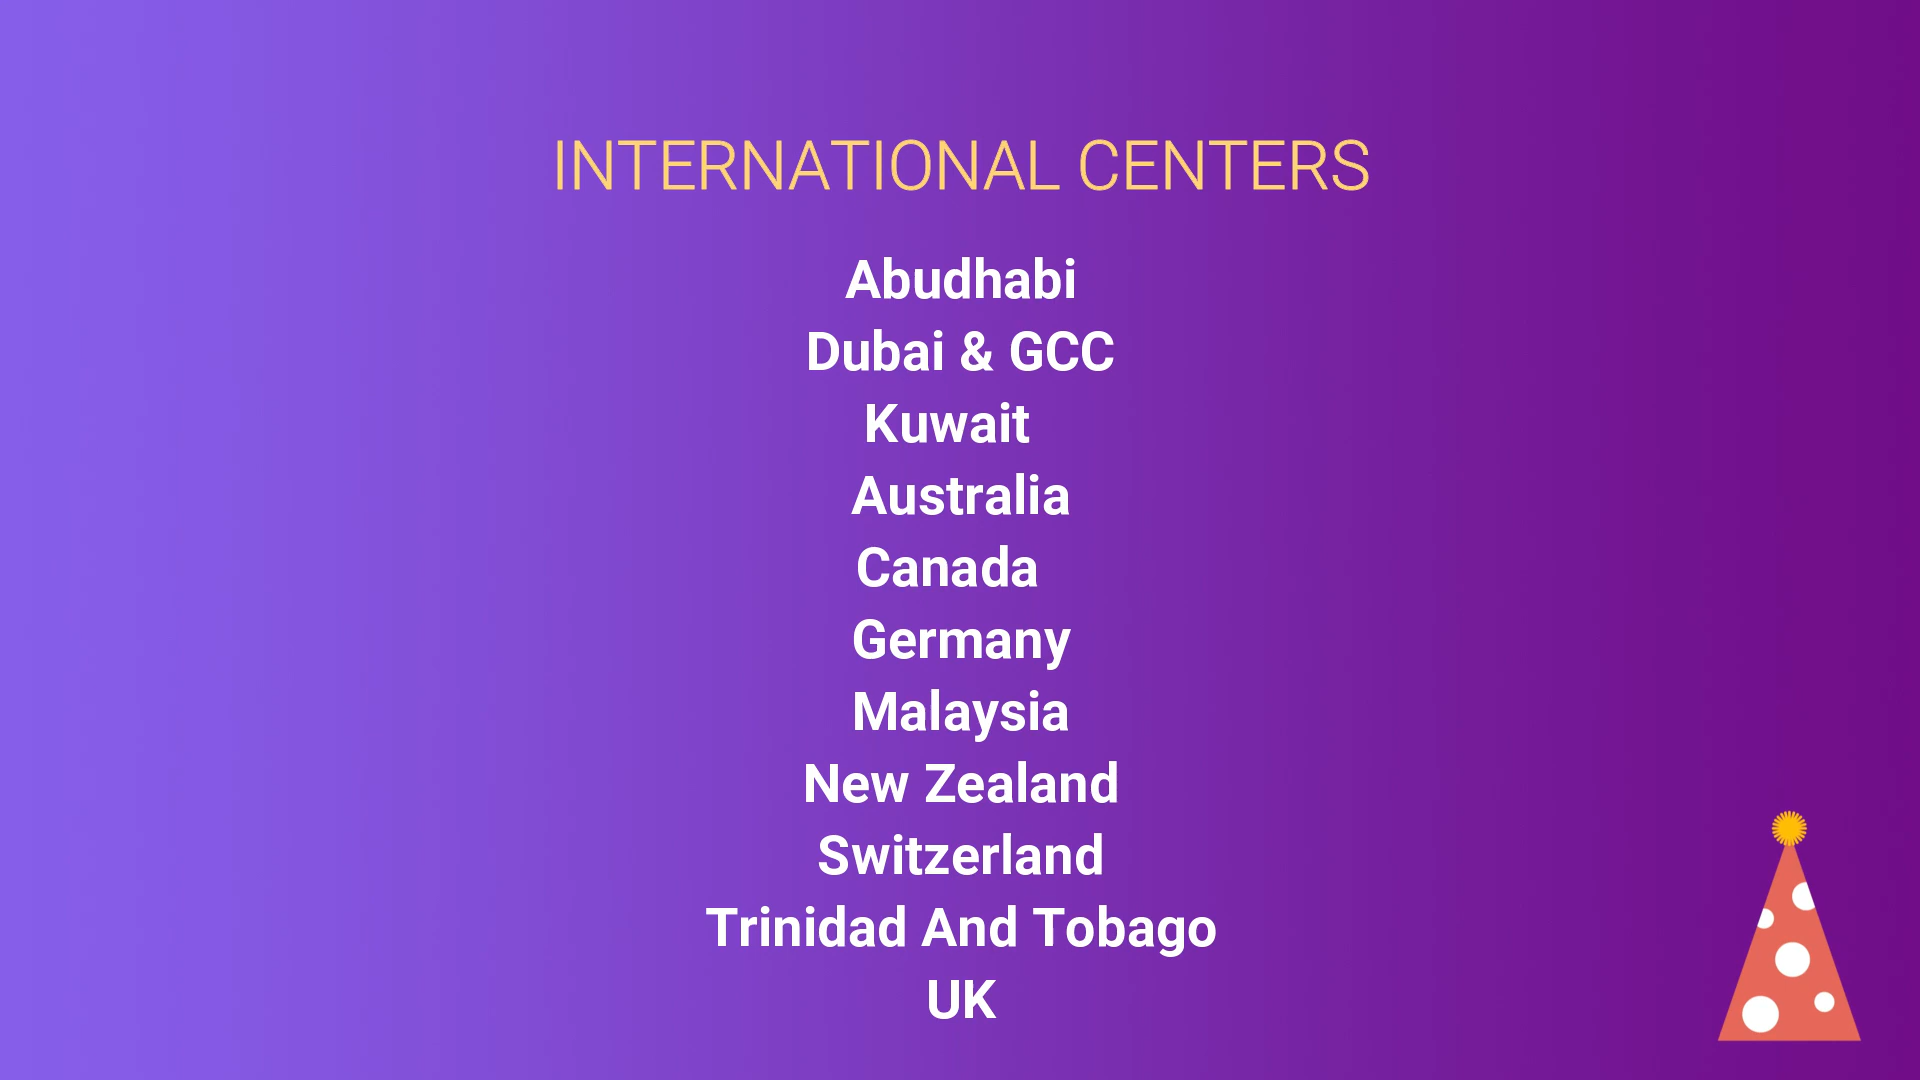 INTERNATIONAL CENTERS
Abudhabi
Dubai & GCC
Kuwait
Australia
Canada
Germany
Malaysia
New Zealand
Switzerland
Trinidad And Tobago
UK